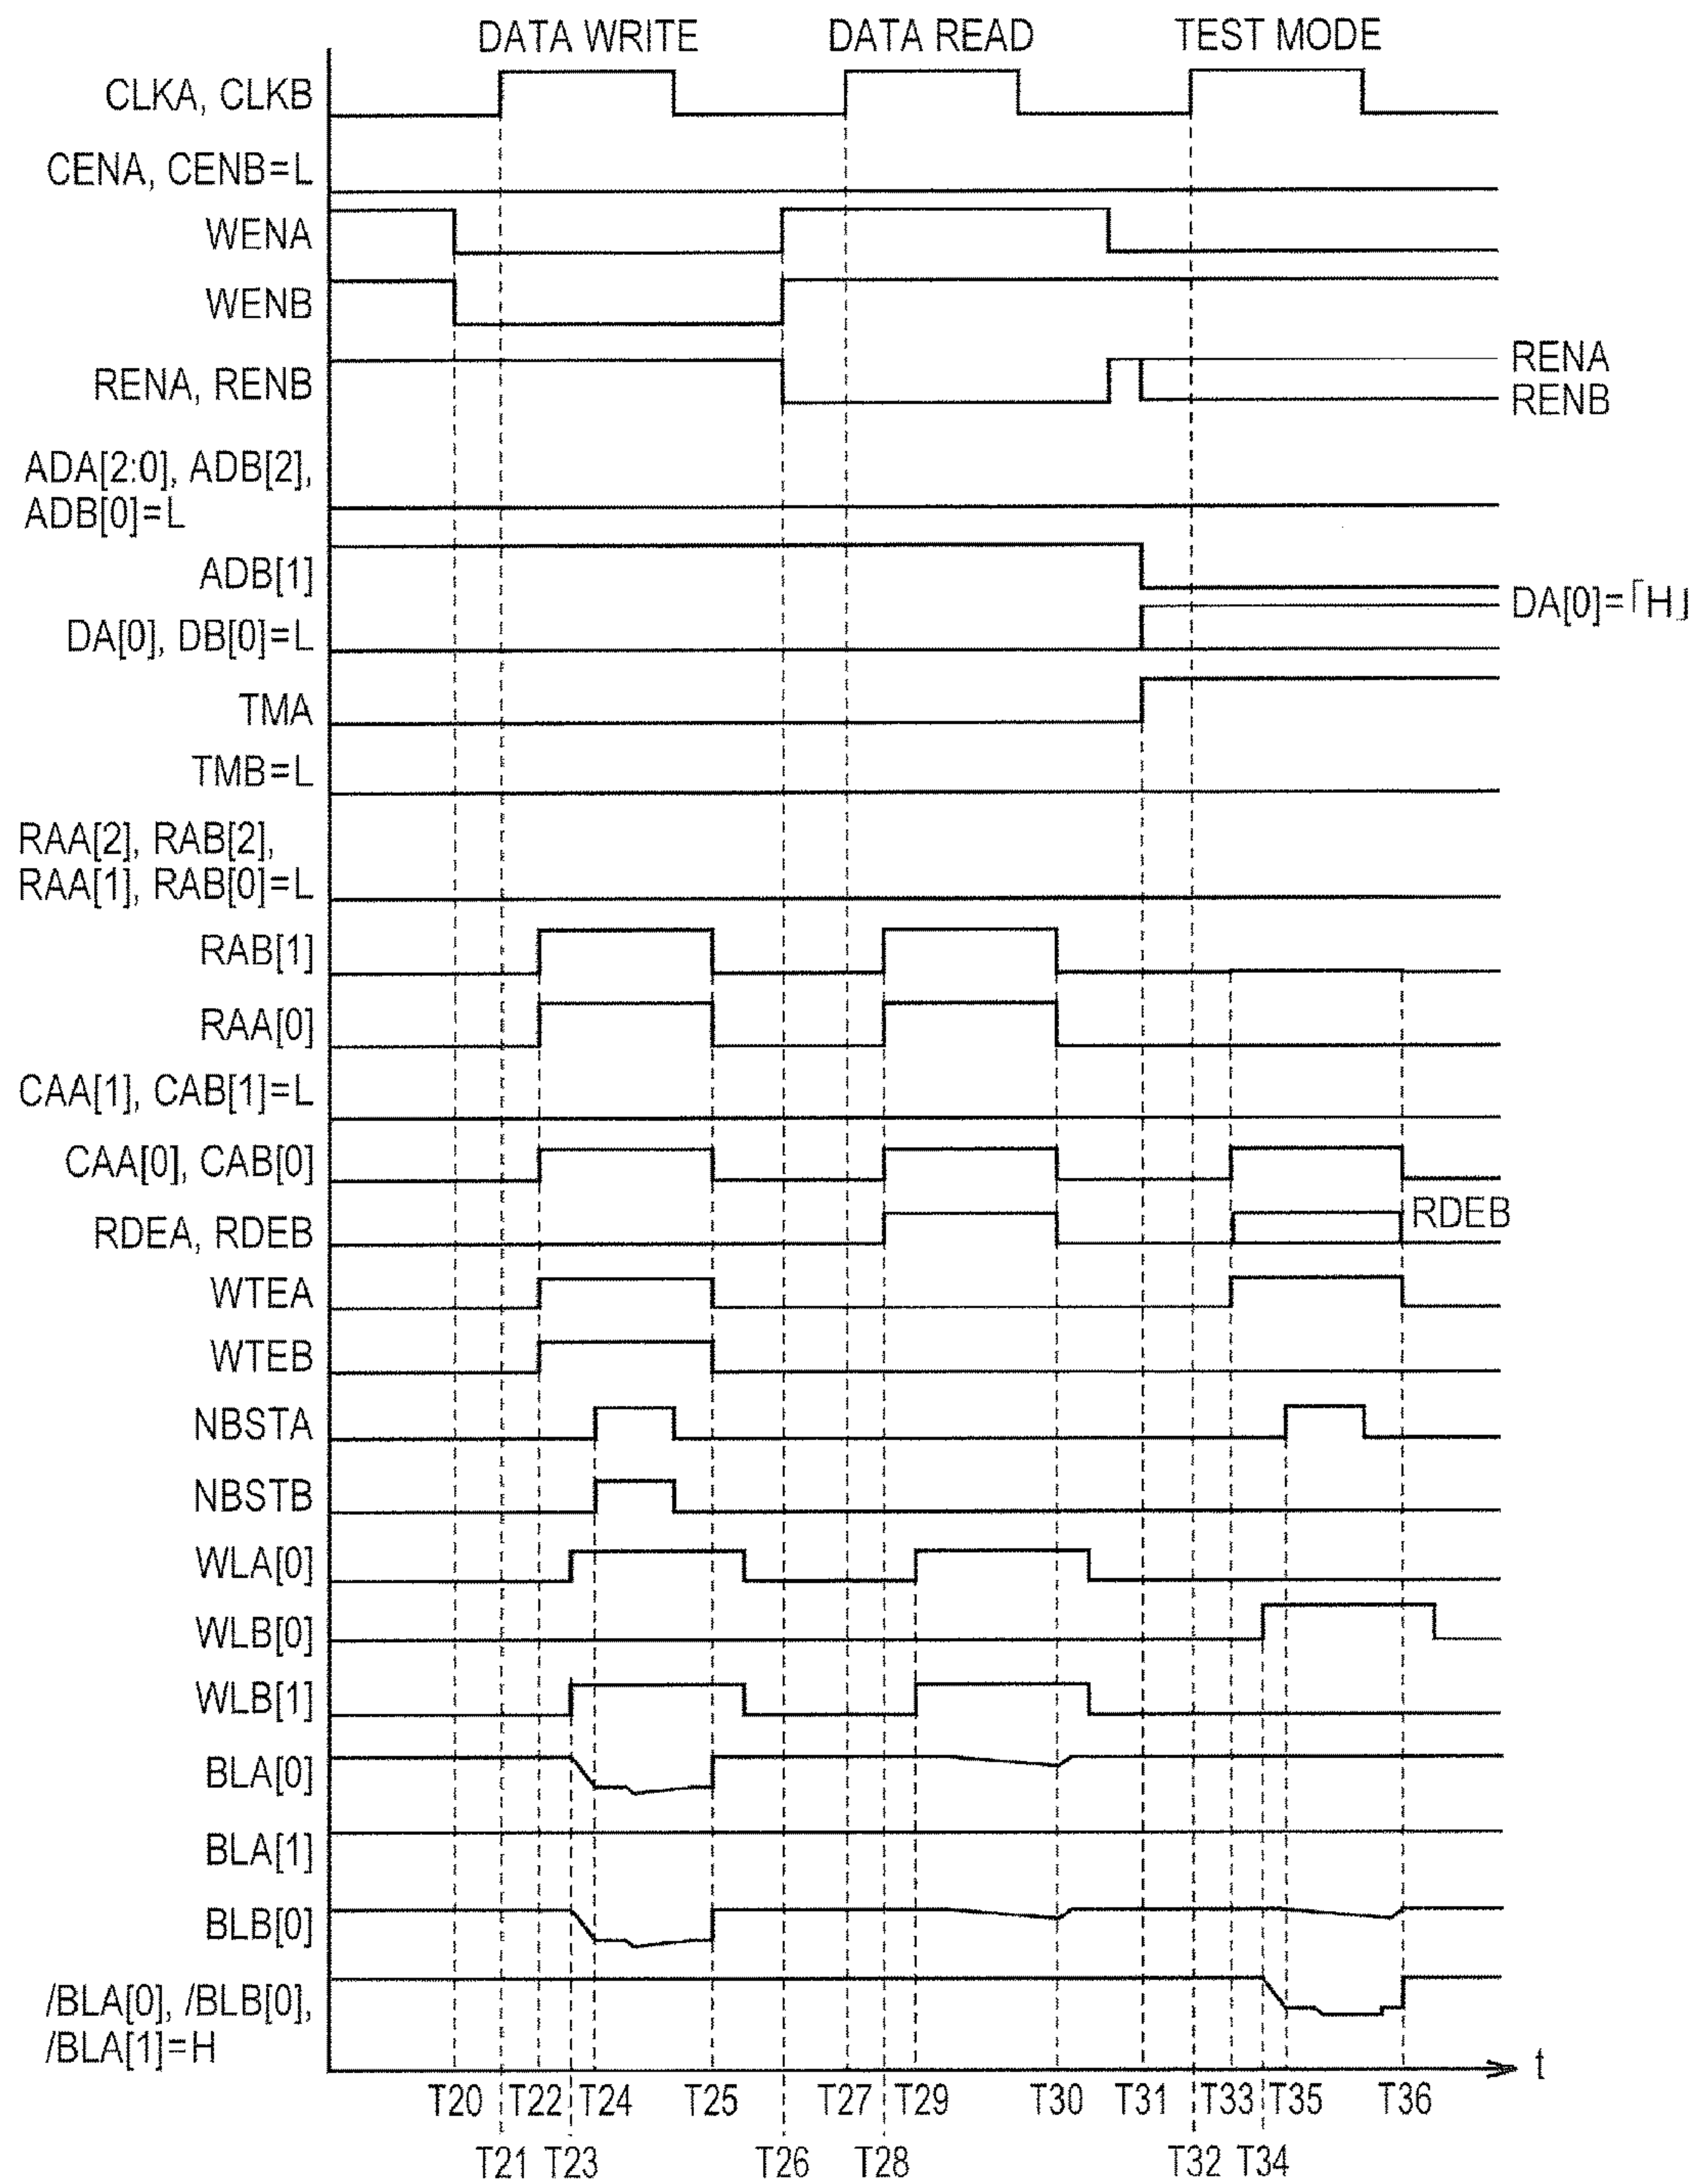 DATA WRITE DATA READ TEST MODE
CLKA, CLKB
CENA, CENB=L
WENA
WENB
RENA, RENB
RENA
RENB
ADA[2:0], ADB[2],
ADB[0]=L
ADB[1]
DA[0], DB[0]=L
DA[0]=「H」
TMA
TMB=L
RAA[2], RAB[2],
RAA[1], RAB[0]=L
RAB[1]
RAA[0]
CAA[1], CAB[1]=L
CAA[0], CAB[0]
RDEA, RDEB
RDEB
WTEA
WTEB
NBSTA
NBSTB
WLA[0]
WLB[0]
WLB[1]
BLA[0]
BLA[1]
BLB[0]
/BLA[0], /BLB[0],
/BLA[1]=H
t
T20 T22 T24 T25 T27 T29 T30 T31 T33 T35 T36
T21 T23 T26 T28 T32 T34